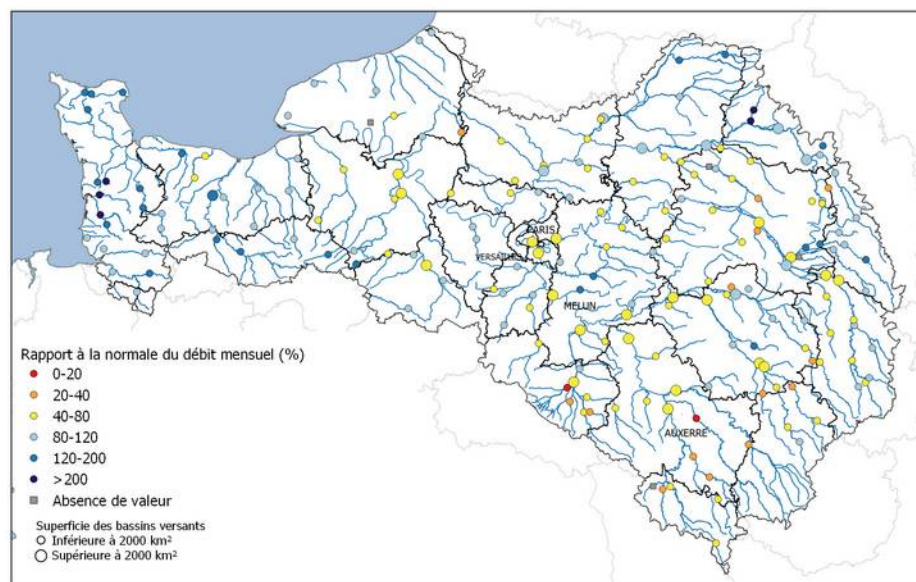 PARIS
VERSAILLES
MELUN
AUXERRE
Rapport à la normale du débit mensuel (%)
0-20
20-40
40-80
80-120
120-200
>200
Absence de valeur
Superficie des bassins versants
Inférieure à 2000 km²
Supérieure à 2000 km²